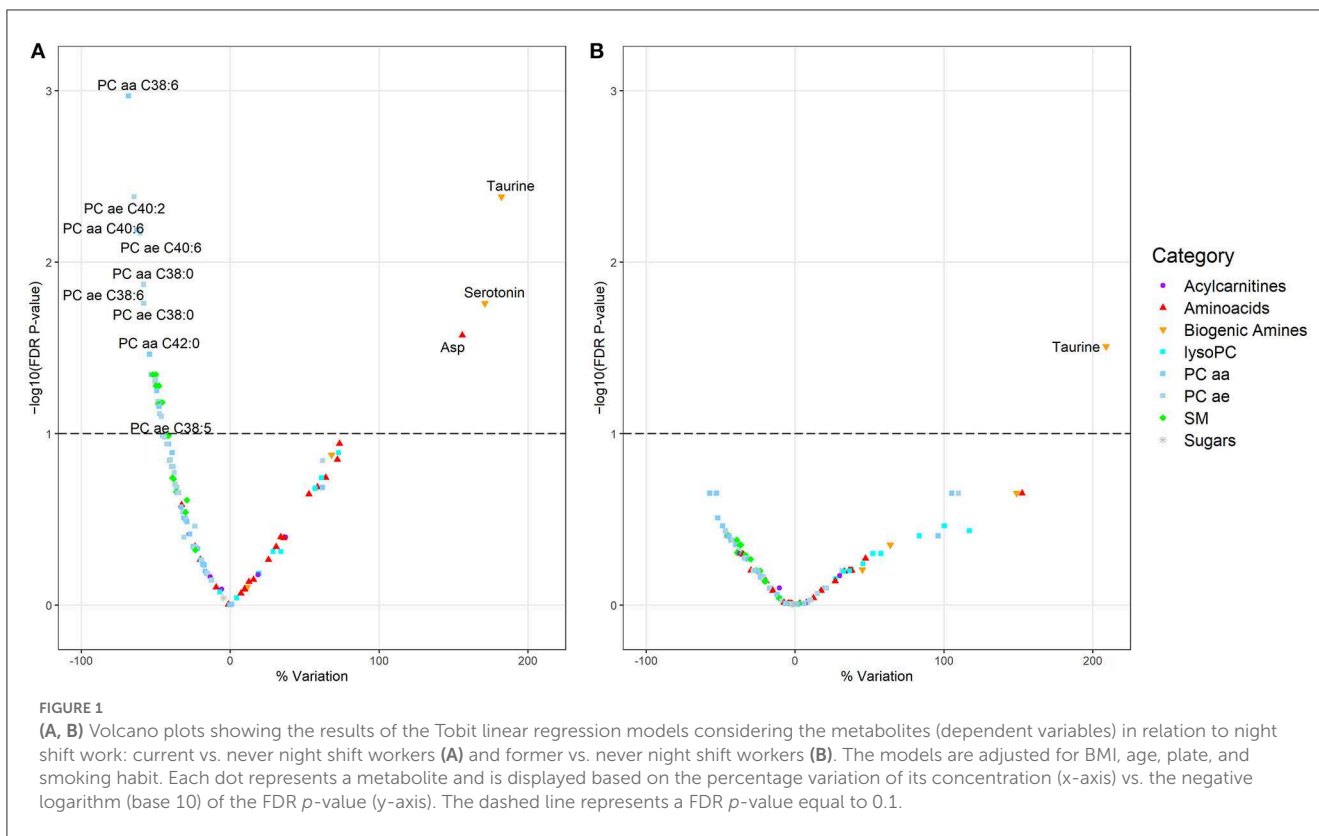 A
B
PC aa C38:6
PC ae C40:2
PC aa C40:6
PC ae C40:6
PC aa C38:0
PC ae C38:6
PC ae C38:0
PC aa C42:0
PC ae C38:5
Taurine
Serotonin
Asp
Taurine
3
2
1
0
−log10(FDR P-value)
-100
0
100
200
% Variation
3
2
1
0
−log10(FDR P-value)
-100
0
100
200
% Variation
Category
Acylcarnitines
Aminoacids
Biogenic Amines
lysoPC
PC aa
PC ae
SM
Sugars
FIGURE 1
(A, B) Volcano plots showing the results of the Tobit linear regression models considering the metabolites (dependent variables) in relation to night
shift work: current vs. never night shift workers (A) and former vs. never night shift workers (B). The models are adjusted for BMI, age, plate, and
smoking habit. Each dot represents a metabolite and is displayed based on the percentage variation of its concentration (x-axis) vs. the negative
logarithm (base 10) of the FDR p-value (y-axis). The dashed line represents a FDR p-value equal to 0.1.